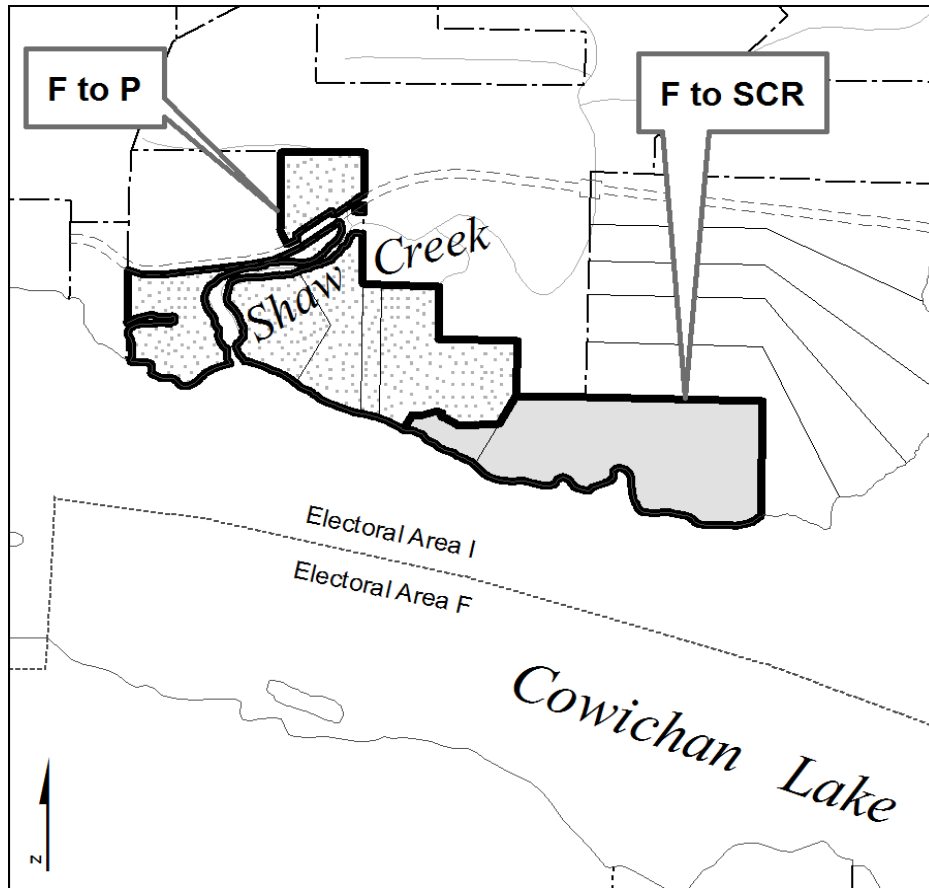 F to P
F to SCR
Shaw Creek
Electoral Area I
Electoral Area F
Cowichan Lake
z